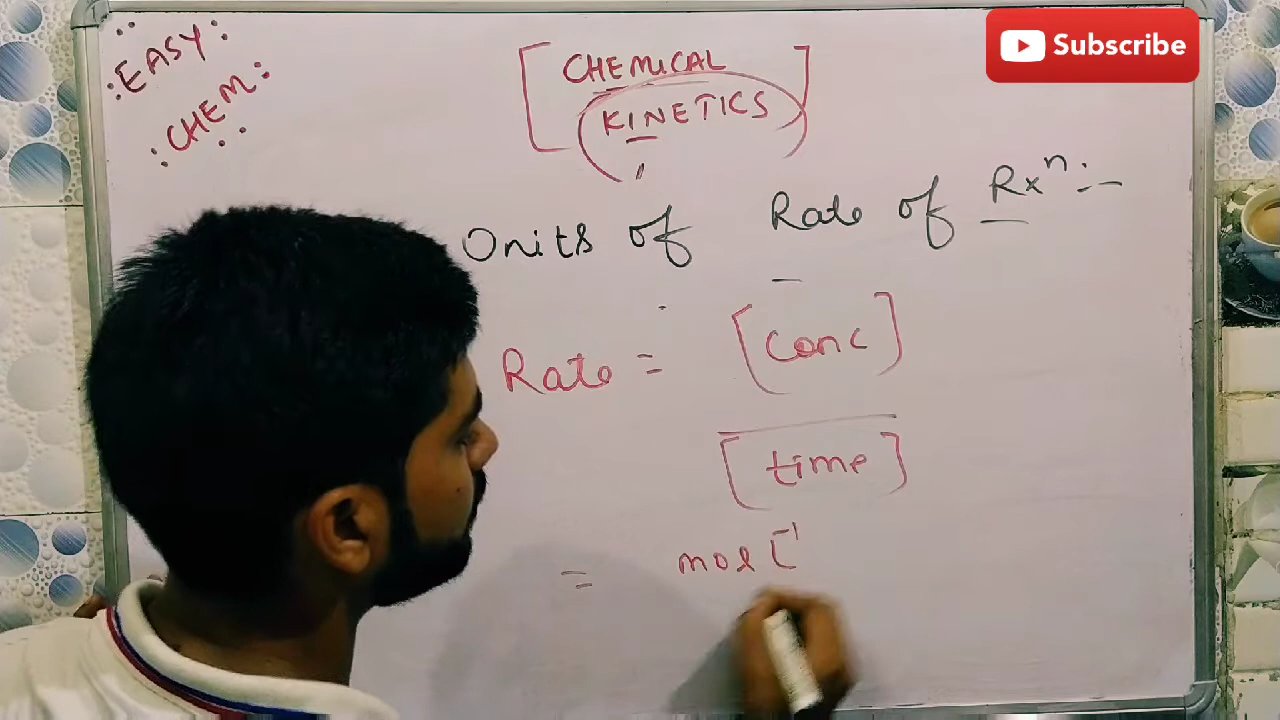 EASY
CHEM
Subscribe
[CHEMICAL
KINETICS]
Units of Rate of Rxⁿ:-
Rate = [conc]
[time]
= mol L⁻¹